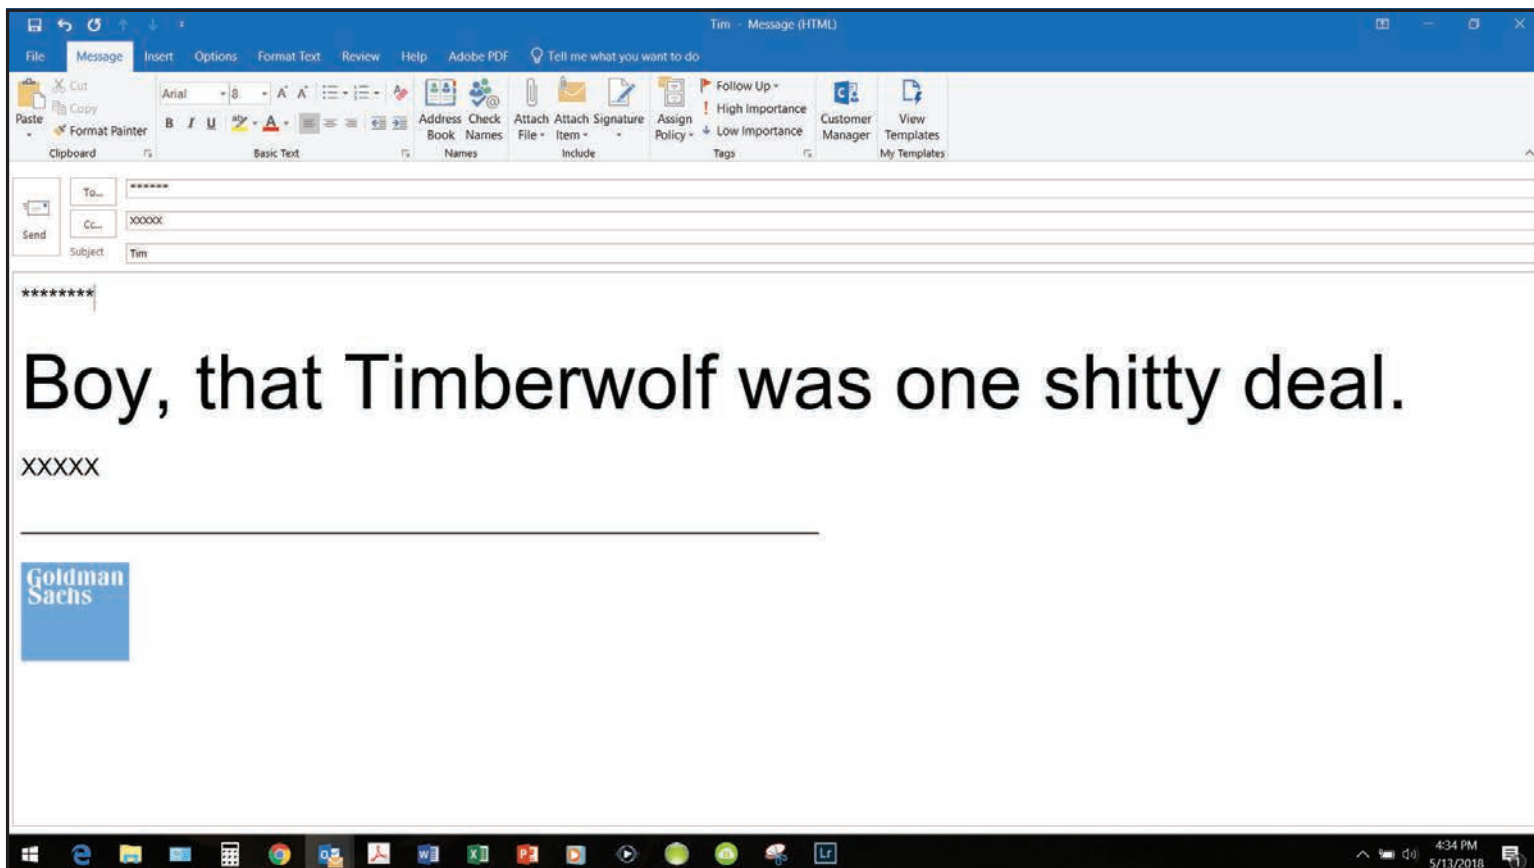 Tim - Message (HTML)
File Message Insert Options Format Text Review Help Adobe PDF Tell me what you want to do
Cut
Copy
Paste
Format Painter
Clipboard
Arial 8
B I U
Basic Text
Address Book
Check Names
Names
Attach File
Attach Item
Signature
Include
Assign Policy
Follow Up
High Importance
Low Importance
Tags
Customer Manager
View Templates
My Templates
Send
To... ******
Cc... xxxxx
Subject Tim
********
Boy, that Timberwolf was one shitty deal.
xxxxx
Goldman
Sachs
4:34 PM
5/13/2018